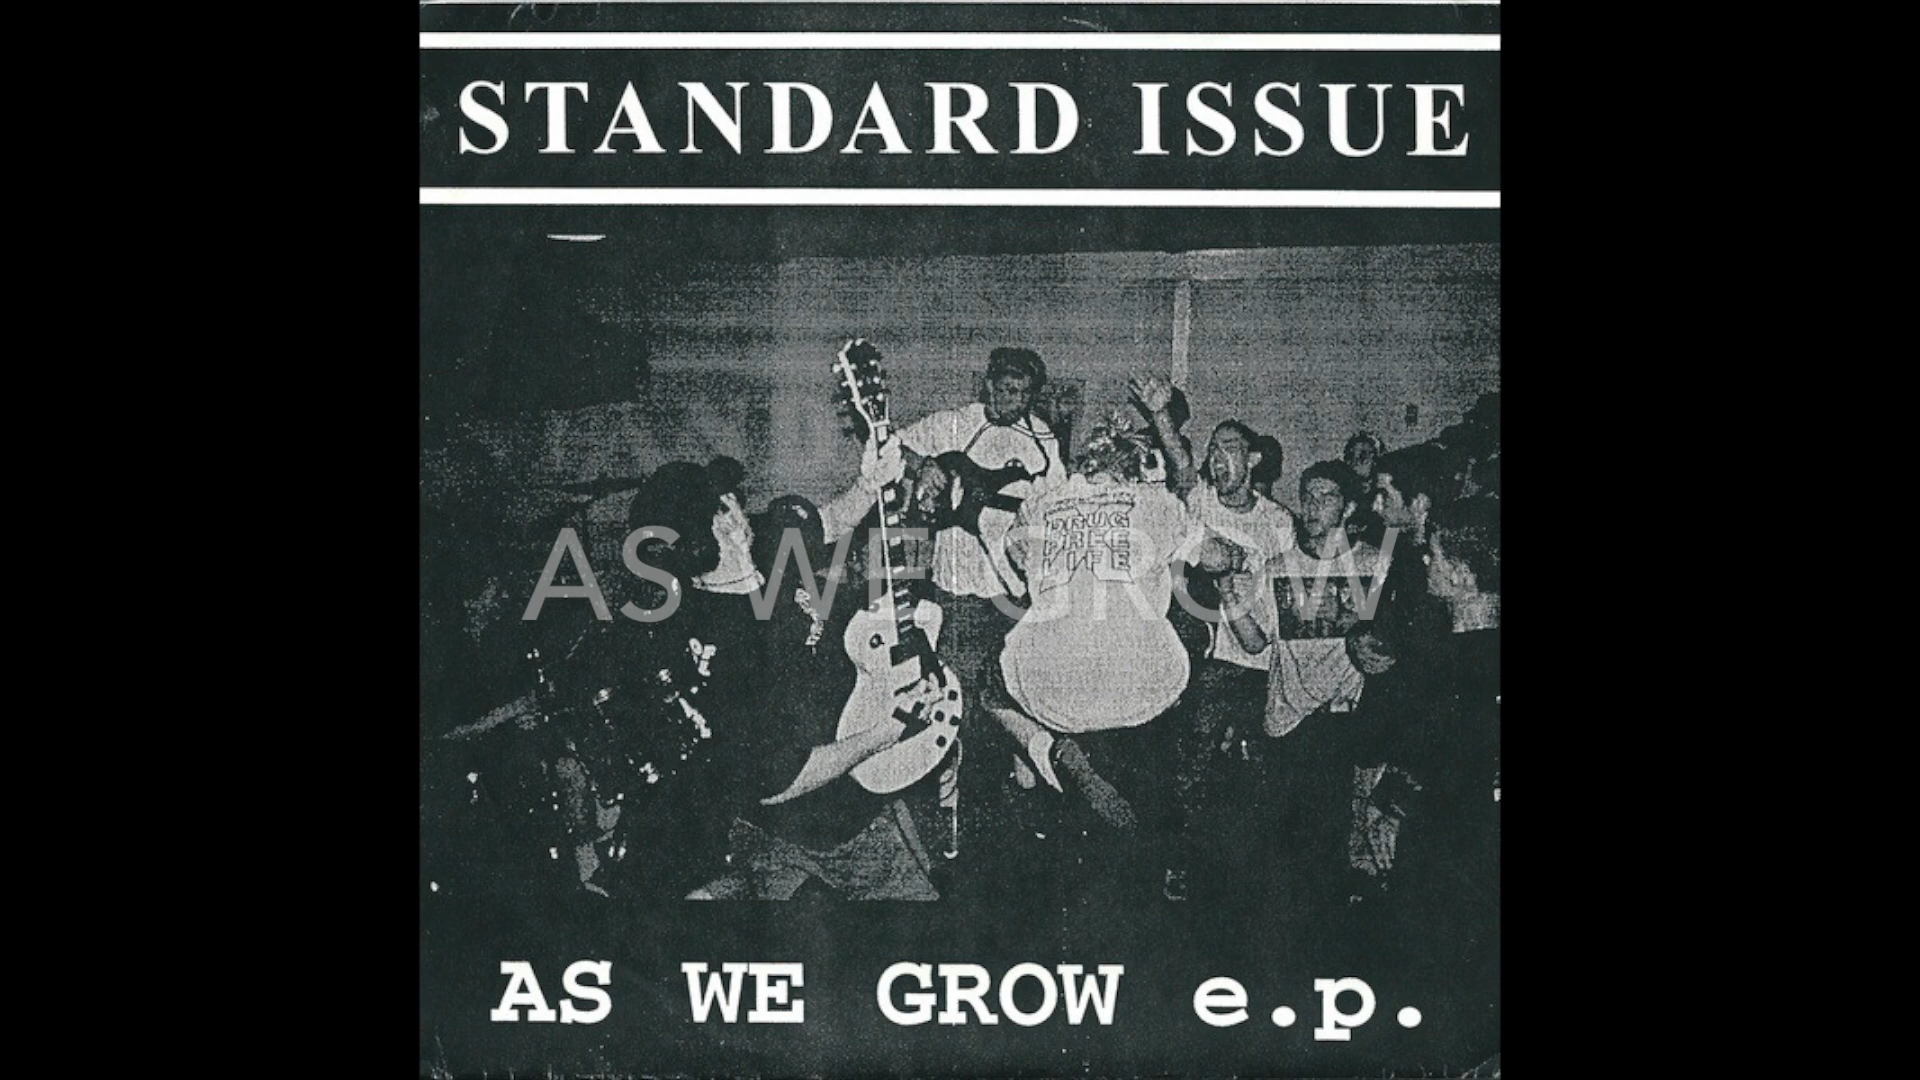 STANDARD ISSUE
DRUG
FREE
LIFE
AS WE GROW
AS WE GROW e.p.